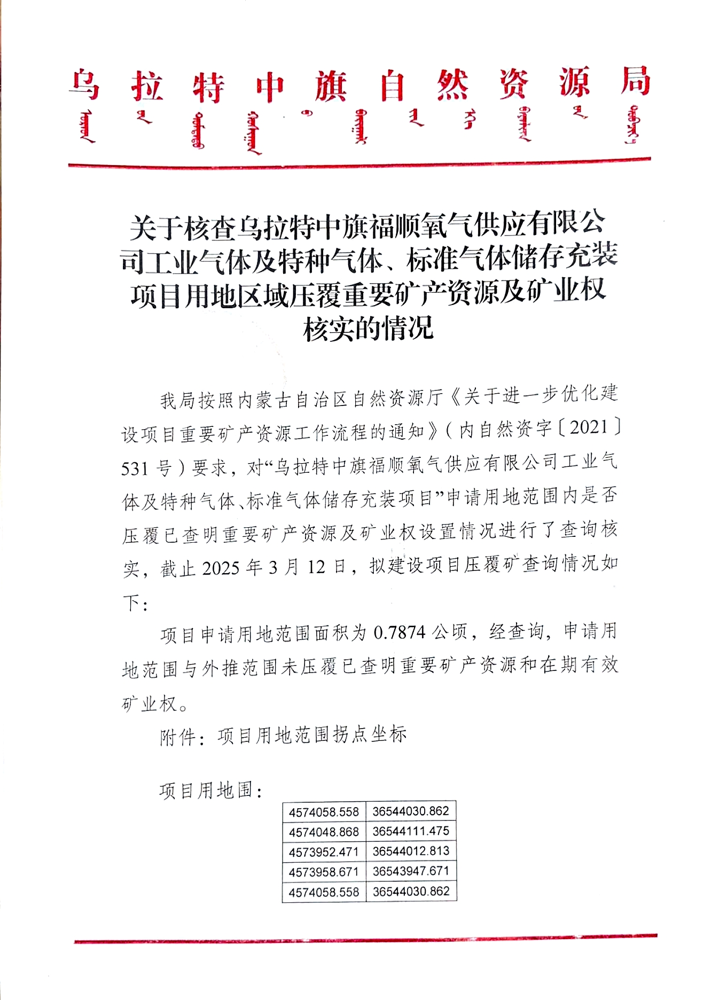 乌拉特中旗自然资源局
关于核查乌拉特中旗福顺氧气供应有限公
司工业气体及特种气体、标准气体储存充装
项目用地区域压覆重要矿产资源及矿业权
核实的情况
我局按照内蒙古自治区自然资源厅《关于进一步优化建
设项目重要矿产资源工作流程的通知》（内自然资字〔2021〕
531号）要求，对“乌拉特中旗福顺氧气供应有限公司工业气
体及特种气体、标准气体储存充装项目”申请用地范围内是否
压覆已查明重要矿产资源及矿业权设置情况进行了查询核
实，截止2025年3月12日，拟建设项目压覆矿查询情况如
下：
项目申请用地范围面积为0.7874公顷，经查询，申请用
地范围与外推范围未压覆已查明重要矿产资源和在期有效
矿业权。
附件：项目用地范围拐点坐标
项目用地围：
4574058.558 36544030.862
4574048.868 36544111.475
4573952.471 36544012.813
4573958.671 36543947.671
4574058.558 36544030.862